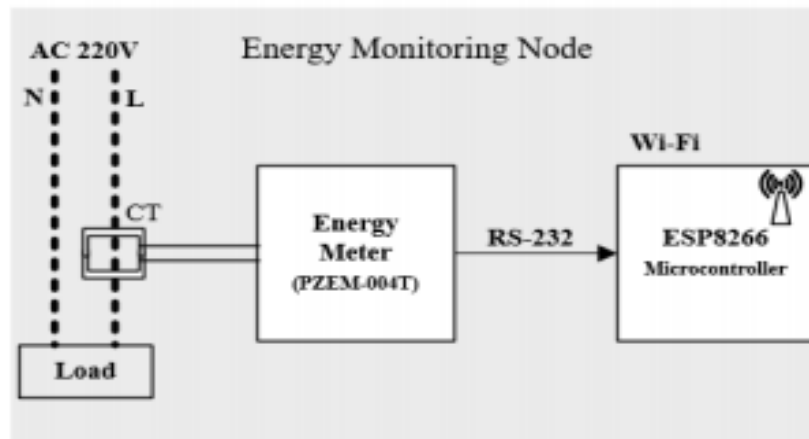 AC 220V
Energy Monitoring Node
N
L
Wi-Fi
CT
Energy
Meter
(PZEM-004T)
RS-232
ESP8266
Microcontroller
Load